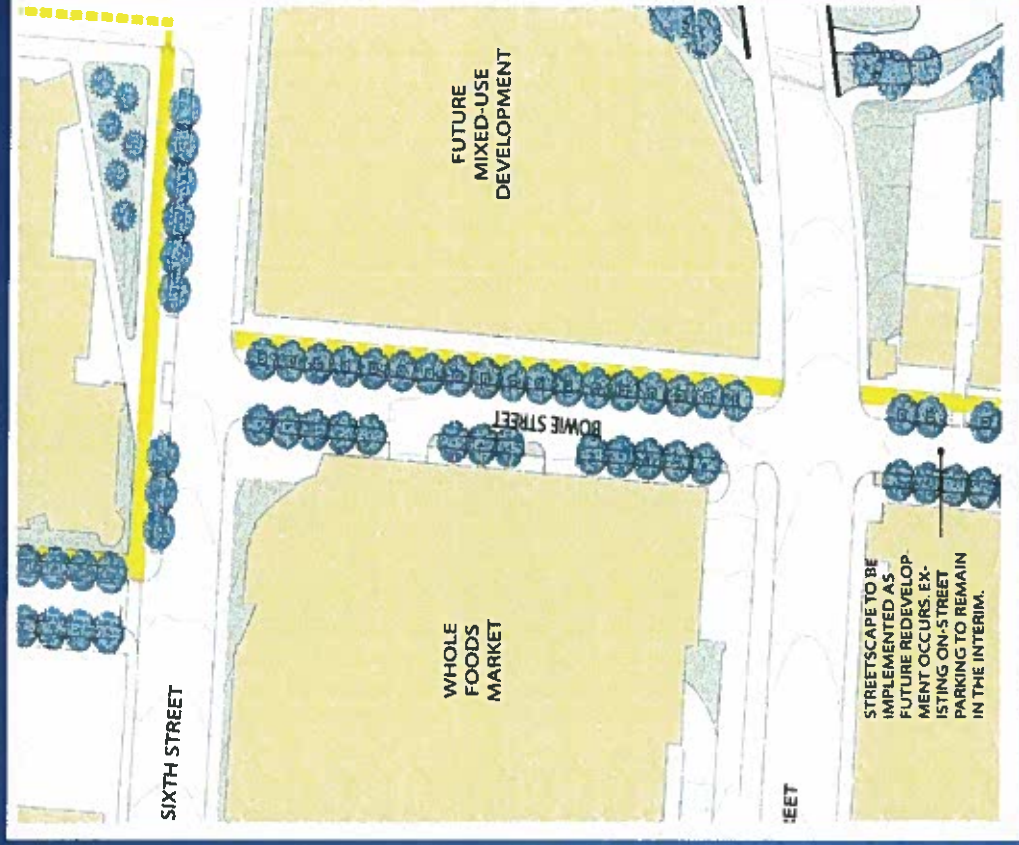 FUTURE
MIXED-USE
DEVELOPMENT
BOWIE STREET
WHOLE
FOODS
MARKET
SIXTH STREET
EET
STREETSCAPE TO BE
IMPLEMENTED AS
FUTURE REDEVELOP-
MENT OCCURS. EX-
ISTING ON-STREET
PARKING TO REMAIN
IN THE INTERIM.